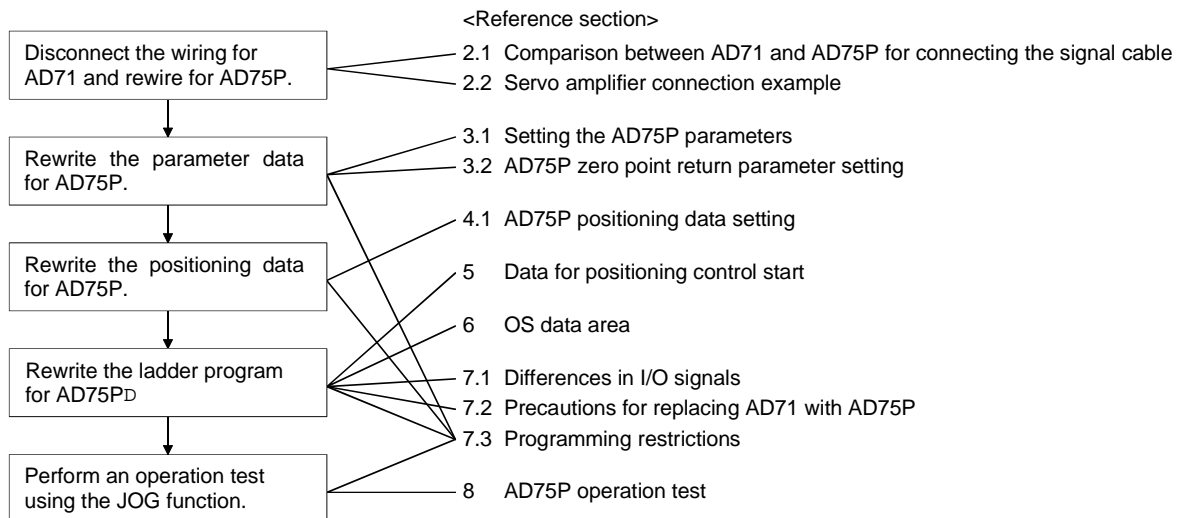 <Reference section>
Disconnect the wiring for
AD71 and rewire for AD75P.
2.1 Comparison between AD71 and AD75P for connecting the signal cable
2.2 Servo amplifier connection example
Rewrite the parameter data
for AD75P.
3.1 Setting the AD75P parameters
3.2 AD75P zero point return parameter setting
4.1 AD75P positioning data setting
Rewrite the positioning data
for AD75P.
5 Data for positioning control start
6 OS data area
Rewrite the ladder program
for AD75PD
7.1 Differences in I/O signals
7.2 Precautions for replacing AD71 with AD75P
7.3 Programming restrictions
Perform an operation test
using the JOG function.
8 AD75P operation test